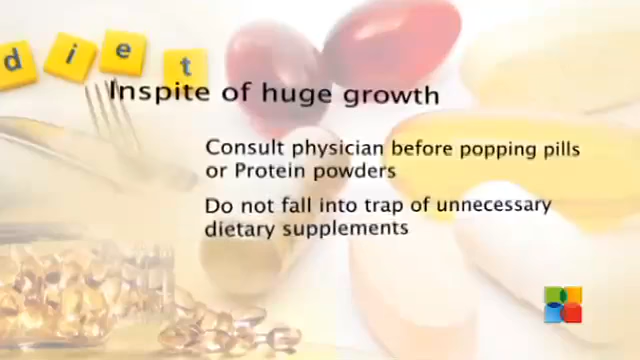 diet
Inspite of huge growth
Consult physician before popping pills
or Protein powders
Do not fall into trap of unnecessary
dietary supplements